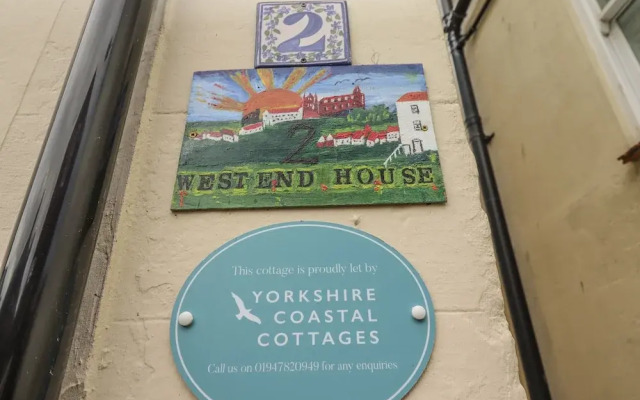 2
2
WEST END HOUSE
This cottage is proudly let by
YORKSHIRE
COASTAL
COTTAGES
Call us on 01947820949 for any enquiries